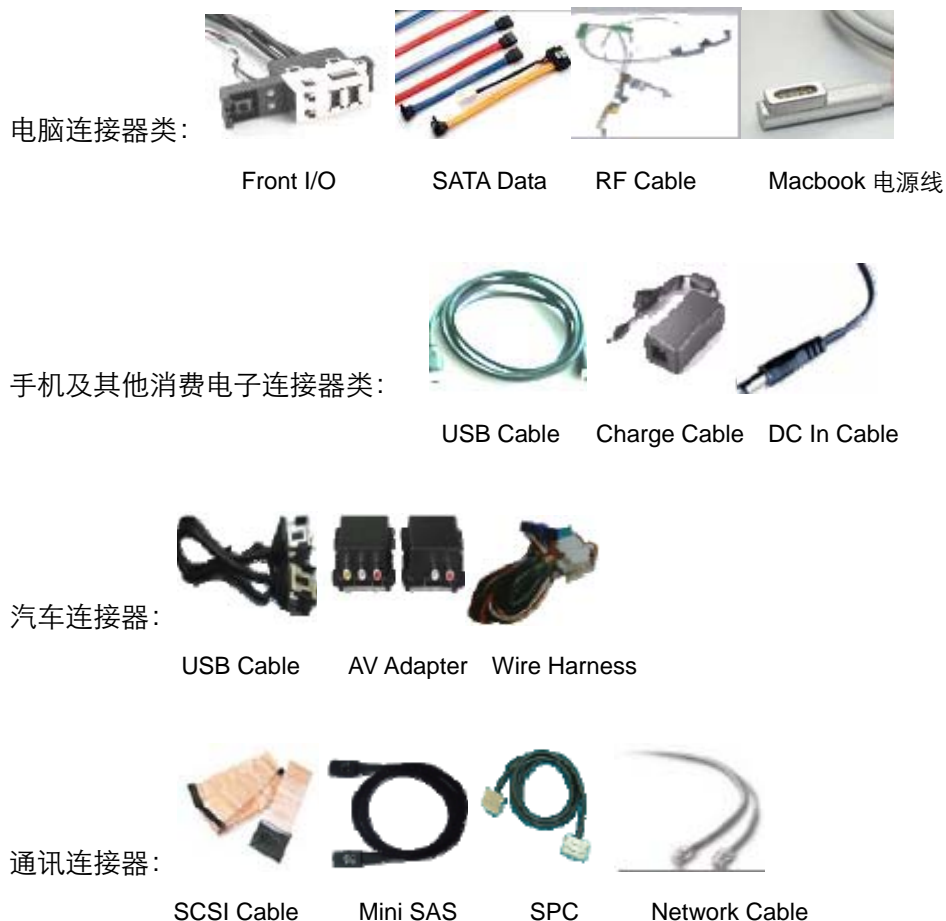 电脑连接器类：
Front I/O SATA Data RF Cable Macbook 电源线
手机及其他消费电子连接器类：
USB Cable Charge Cable DC In Cable
汽车连接器：
USB Cable AV Adapter Wire Harness
通讯连接器：
SCSI Cable Mini SAS SPC Network Cable